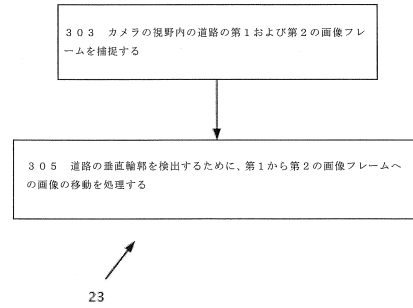 303 カメラの視野内の道路の第1および第2の画像フレ
ームを捕捉する
305 道路の垂直輪郭を検出するために、第1から第2の画像フレームへ
の画像の移動を処理する
23